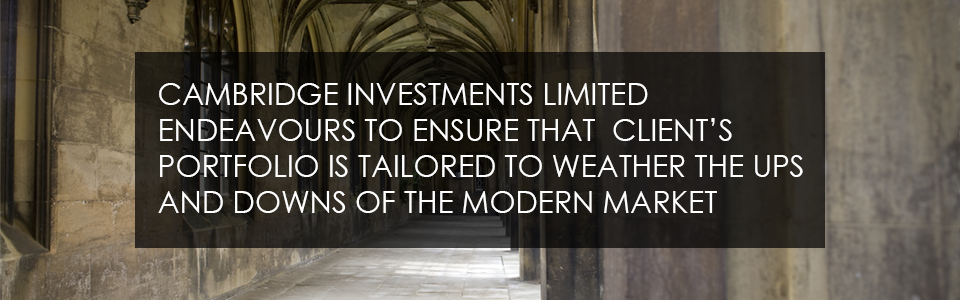 CAMBRIDGE INVESTMENTS LIMITED
ENDEAVOURS TO ENSURE THAT  CLIENT’S
PORTFOLIO IS TAILORED TO WEATHER THE UPS
AND DOWNS OF THE MODERN MARKET